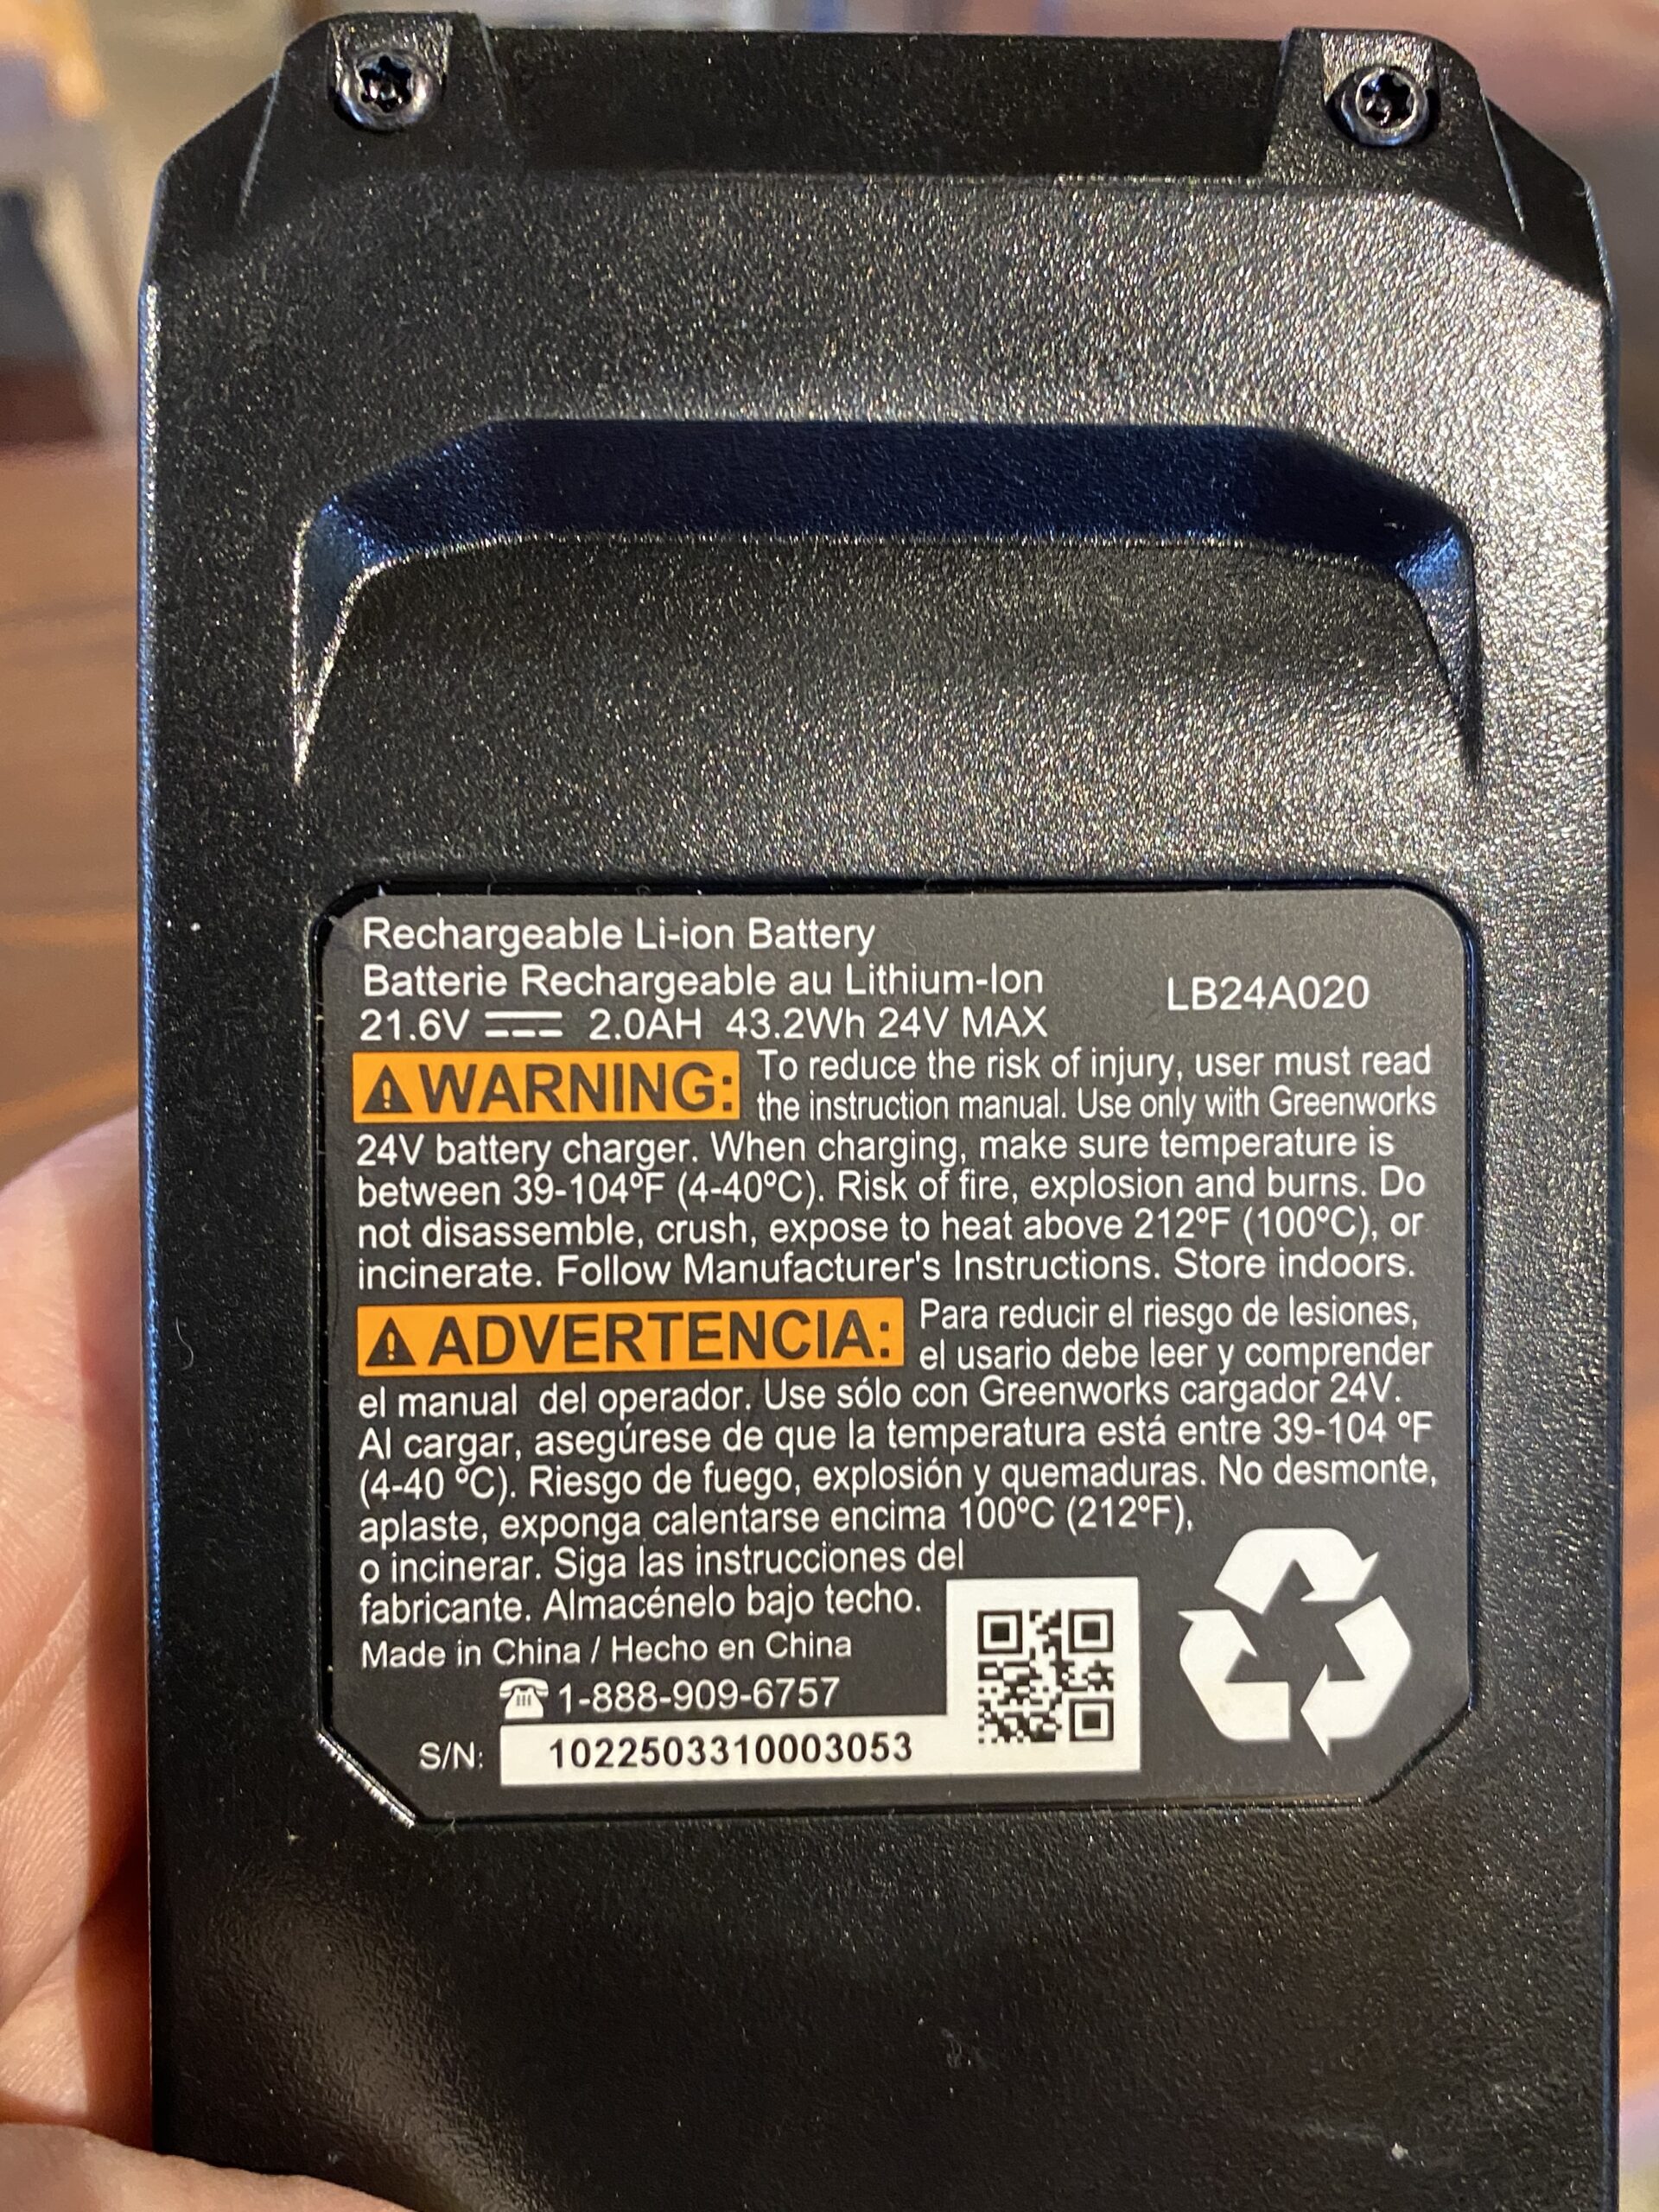 Rechargeable Li-ion Battery
Batterie Rechargeable au Lithium-Ion
LB24A020
21.6V 2.0AH 43.2Wh 24V MAX
WARNING: To reduce the risk of injury, user must read
the instruction manual. Use only with Greenworks
24V battery charger. When charging, make sure temperature is
between 39-104ºF (4-40ºC). Risk of fire, explosion and burns. Do
not disassemble, crush, expose to heat above 212ºF (100ºC), or
incinerate. Follow Manufacturer's Instructions. Store indoors.
ADVERTENCIA: Para reducir el riesgo de lesiones,
el usario debe leer y comprender
el manual del operador. Use sólo con Greenworks cargador 24V.
Al cargar, asegúrese de que la temperatura está entre 39-104 ºF
(4-40 ºC). Riesgo de fuego, explosión y quemaduras. No desmonte,
aplaste, exponga calentarse encima 100ºC (212ºF),
o incinerar. Siga las instrucciones del
fabricante. Almacénelo bajo techo.
Made in China / Hecho en China
1-888-909-6757
S/N: 1022503310003053